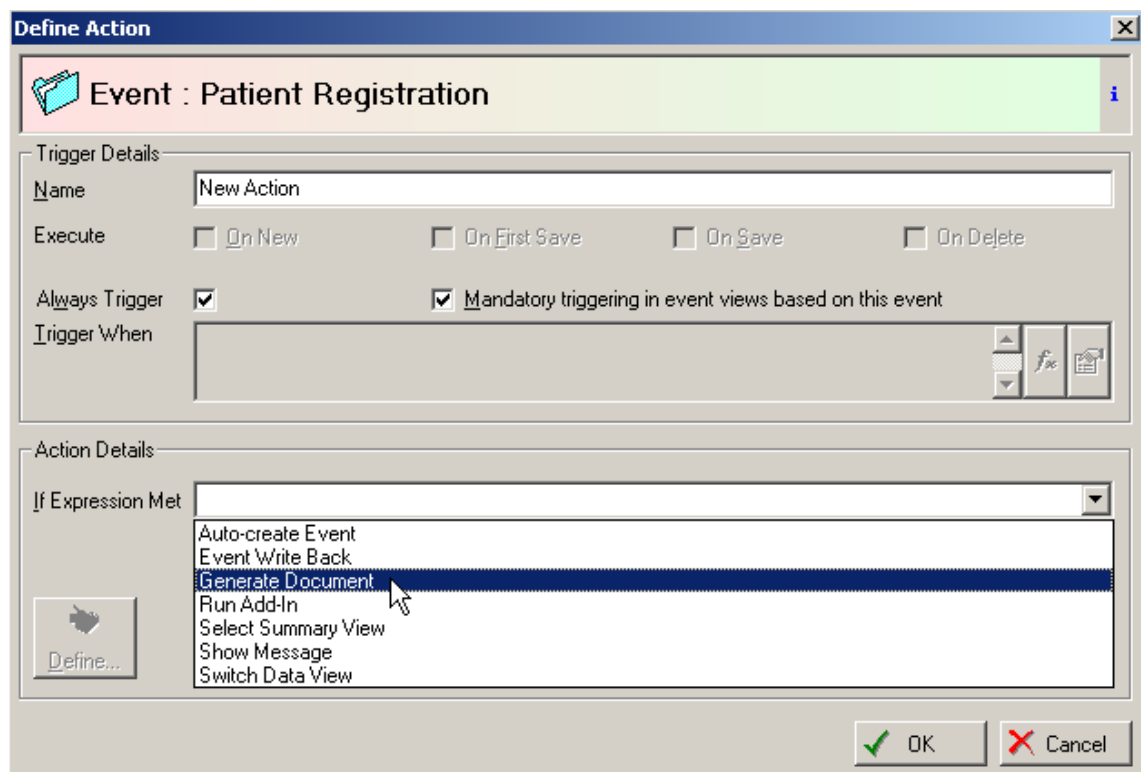 Define Action
Event : Patient Registration
i
Trigger Details
Name New Action
Execute On New On First Save On Save On Delete
Always Trigger Mandatory triggering in event views based on this event
Trigger When
fx
Action Details
If Expression Met
Auto-create Event
Event Write Back
Generate Document
Run Add-In
Select Summary View
Show Message
Switch Data View
Define...
OK Cancel